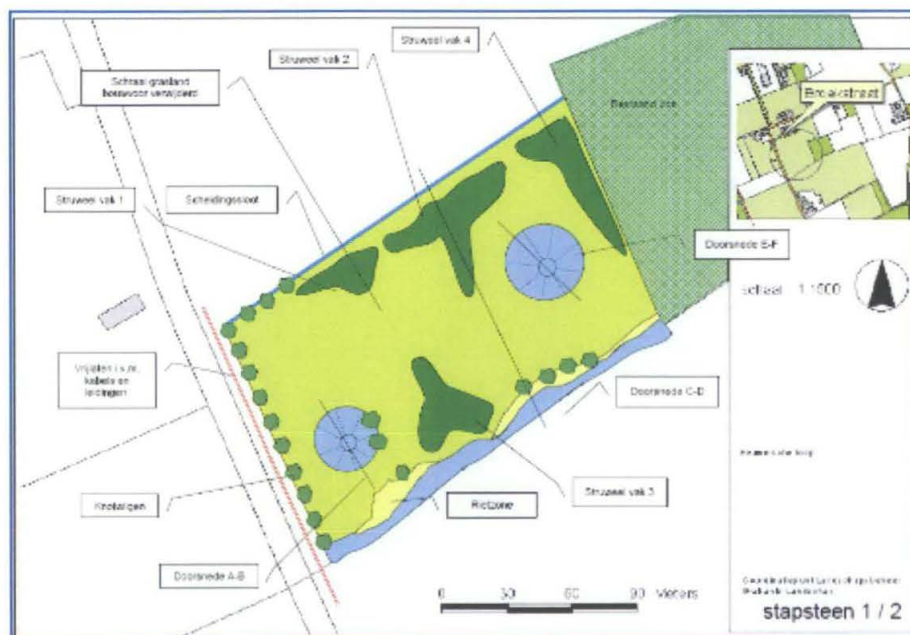 Struweel vak 4
Struweel vak 2
Schraal grasland
bouwvoor verwijderd
Bestaand bos
Broekstraat
Struweel vak 1
Scheidingssloot
Doorsnede E-F
schaal 1:1000
Vrijlaten i.v.m.
kabels en
leidingen
Doorsnede C-D
Knotwilgen
Rietzone
Struweel vak 3
Doorsnede A-B
0 30 60 90 Meters
stapsteen 1 / 2